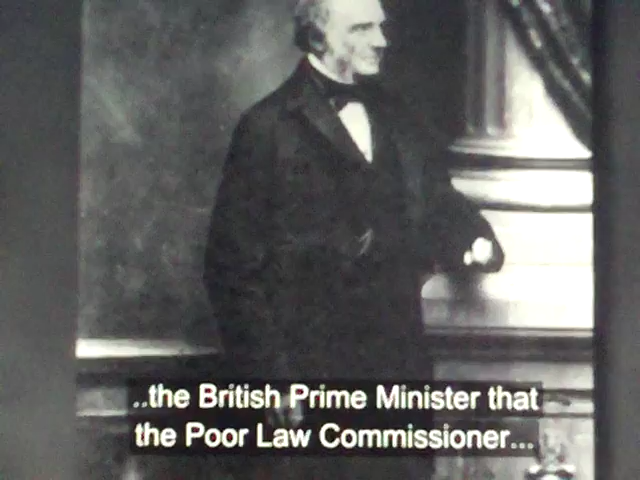 ..the British Prime Minister that
the Poor Law Commissioner...